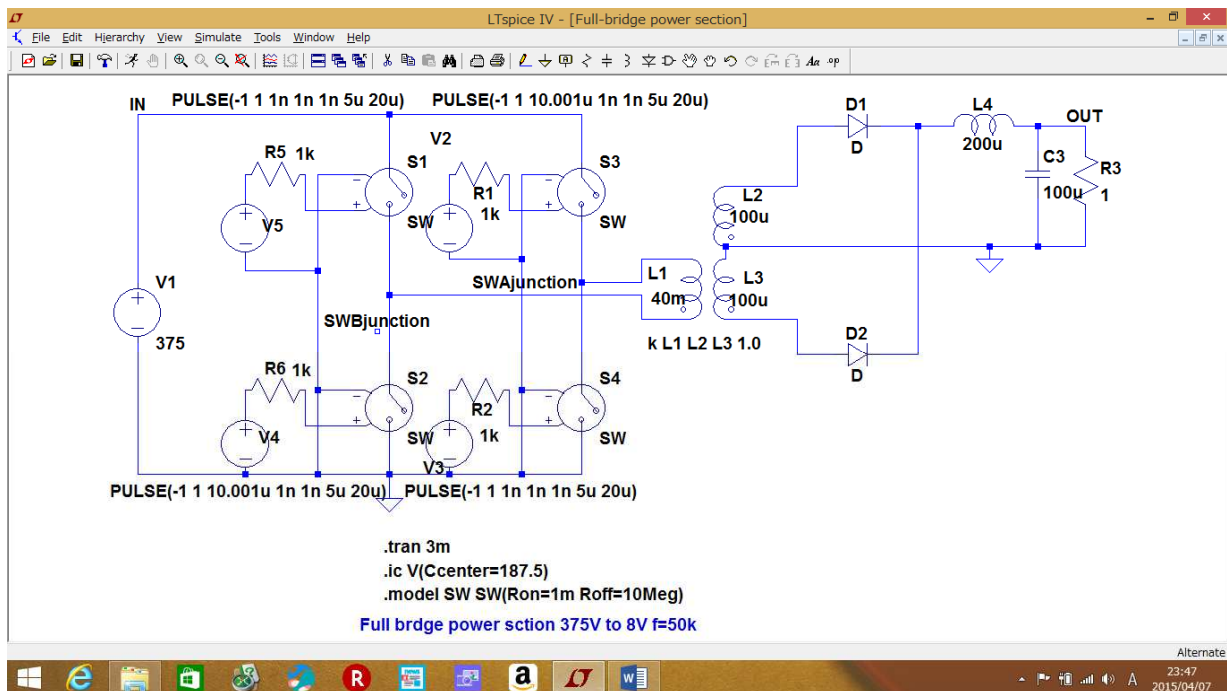 LTspice IV - [Full-bridge power section]
File Edit Hierarchy View Simulate Tools Window Help
Aa .op
IN PULSE(-1 1 1n 1n 1n 5u 20u) PULSE(-1 1 10.001u 1n 1n 5u 20u)
D1
L4
OUT
V2
R5 1k
S1
S3
D
200u
C3
R3
R1
L2
100u
1
1k
100u
V5
SW
SW
V1
SWAjunction
L1
L3
40m
100u
SWBjunction
375
k L1 L2 L3 1.0
D2
R6 1k
S2
S4
D
R2
V4
SW
1k
SW
V3
PULSE(-1 1 10.001u 1n 1n 5u 20u) PULSE(-1 1 1n 1n 1n 5u 20u)
.tran 3m
.ic V(Ccenter=187.5)
.model SW SW(Ron=1m Roff=10Meg)
Full brdge power sction 375V to 8V f=50k
Alternate
R
a
W
A
23:47
2015/04/07